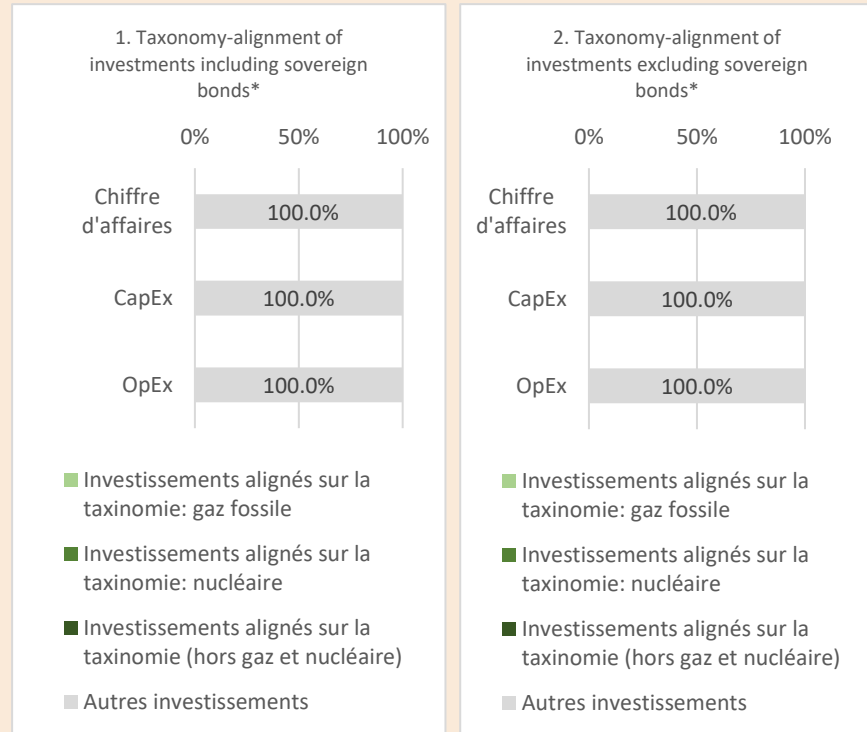 1. Taxonomy-alignment of
investments including sovereign
bonds*
0% 50% 100%
Chiffre
d'affaires
100.0%
CapEx
100.0%
OpEx
100.0%
Investissements alignés sur la
taxinomie: gaz fossile
Investissements alignés sur la
taxinomie: nucléaire
Investissements alignés sur la
taxinomie (hors gaz et nucléaire)
Autres investissements
2. Taxonomy-alignment of
investments excluding sovereign
bonds*
0% 50% 100%
Chiffre
d'affaires
100.0%
CapEx
100.0%
OpEx
100.0%
Investissements alignés sur la
taxinomie: gaz fossile
Investissements alignés sur la
taxinomie: nucléaire
Investissements alignés sur la
taxinomie (hors gaz et nucléaire)
Autres investissements